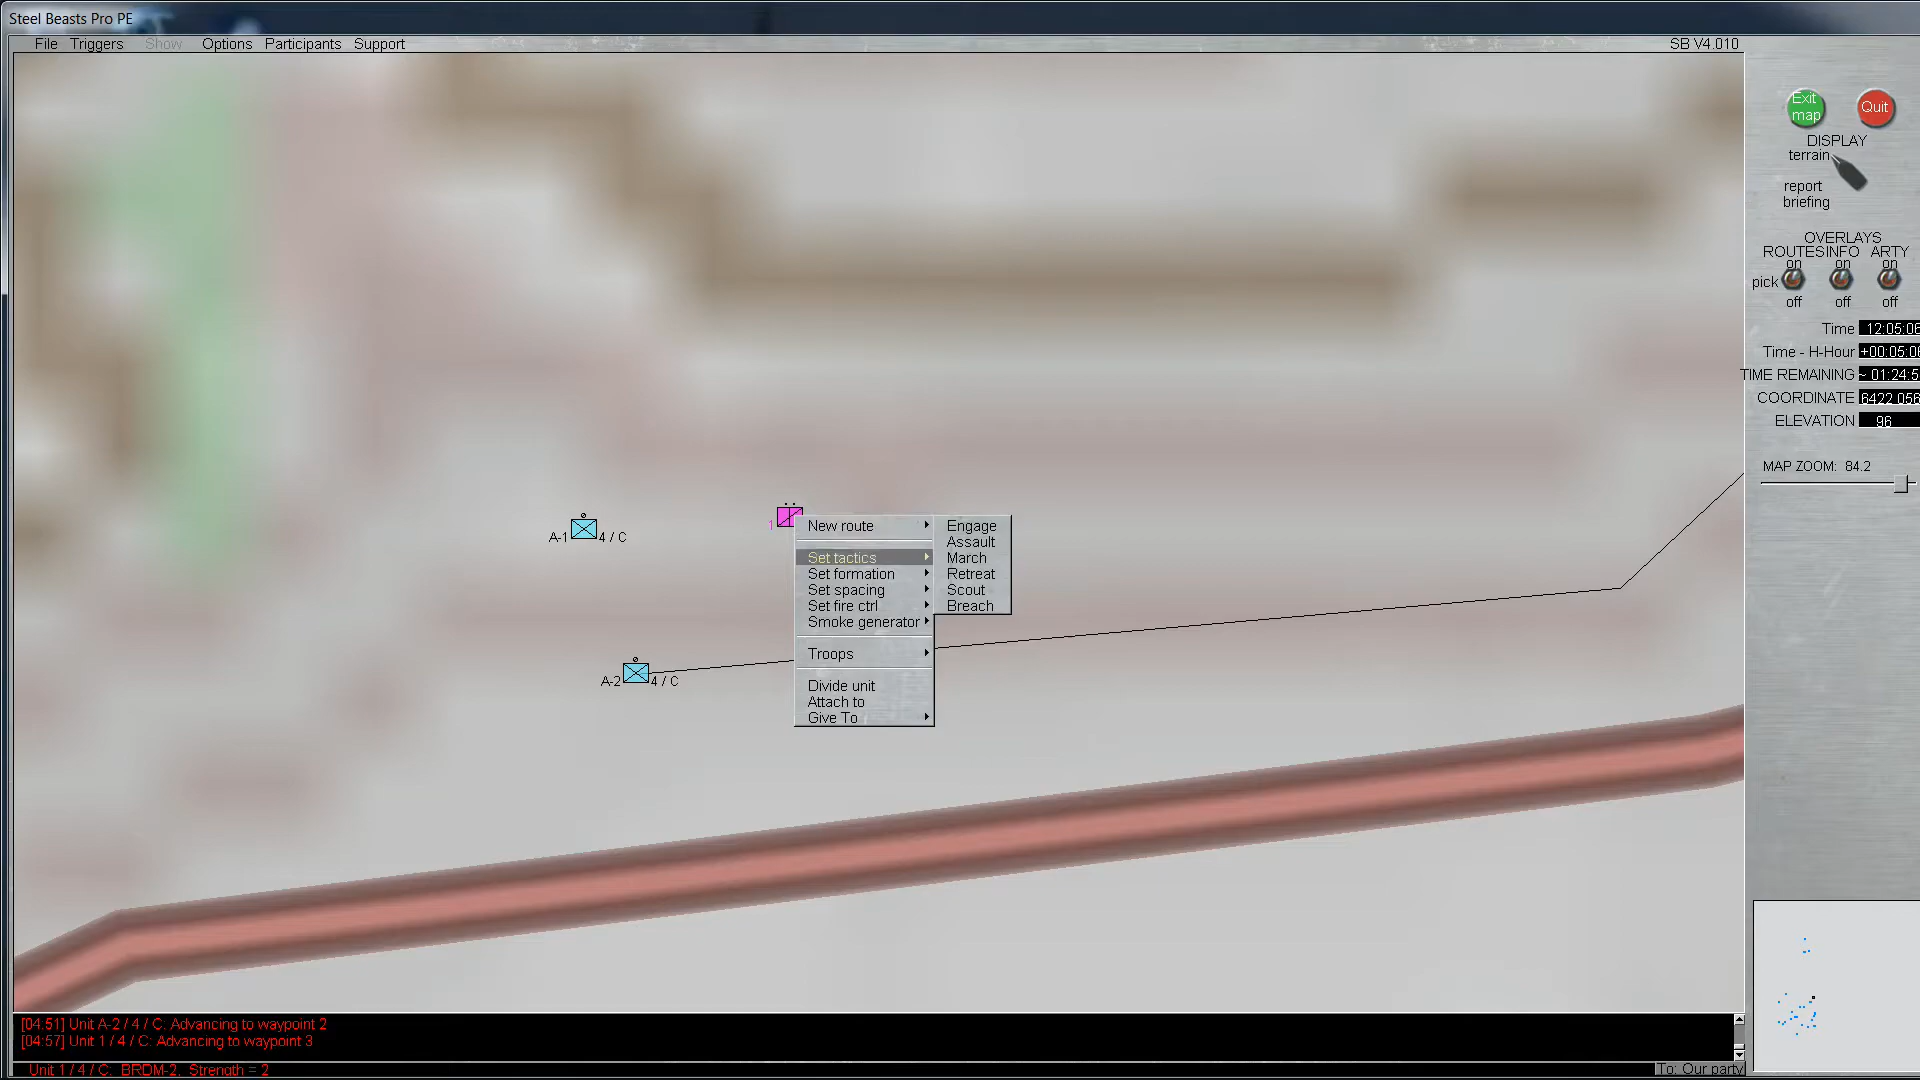 Steel Beasts Pro PE
File Triggers Show Options Participants Support
SB V4.010
Exit map
Quit
DISPLAY
terrain
report
briefing
OVERLAYS
ROUTES INFO ARTY
on on on
pick
off off off
Time 12:05:06
Time - H-Hour +00:05:06
TIME REMAINING ~ 01:24:5
COORDINATE 6422 056
ELEVATION 96
MAP ZOOM: 84.2
A-1 4 / C
1
New route
Set tactics
Set formation
Set spacing
Set fire ctrl
Smoke generator
Troops
Divide unit
Attach to
Give To
Engage
Assault
March
Retreat
Scout
Breach
A-2 4 / C
[04:51] Unit A-2 / 4 / C: Advancing to waypoint 2
[04:57] Unit 1 / 4 / C: Advancing to waypoint 3
Unit 1 / 4 / C: BRDM-2, Strength = 2
To: Our party